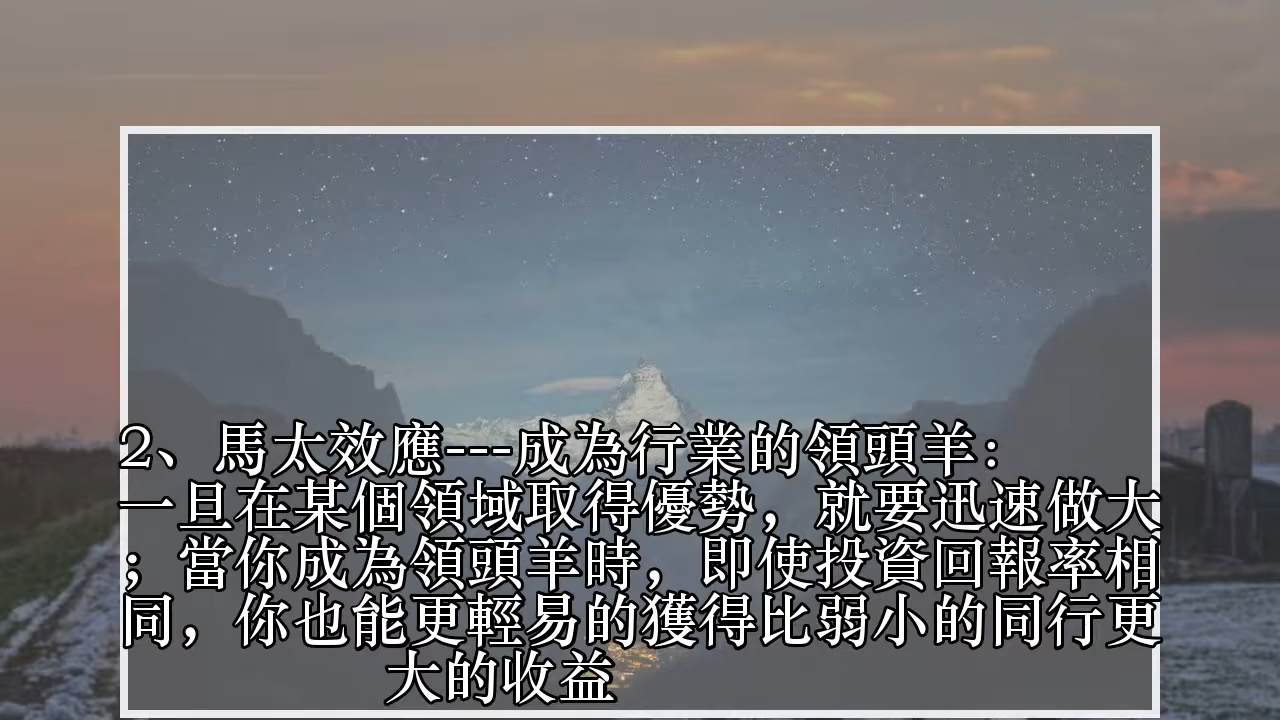 2、馬太效應---成為行業的領頭羊：
一旦在某個領域取得優勢，就要迅速做大
；當你成為領頭羊時，即使投資回報率相
同，你也能更輕易的獲得比弱小的同行更
大的收益